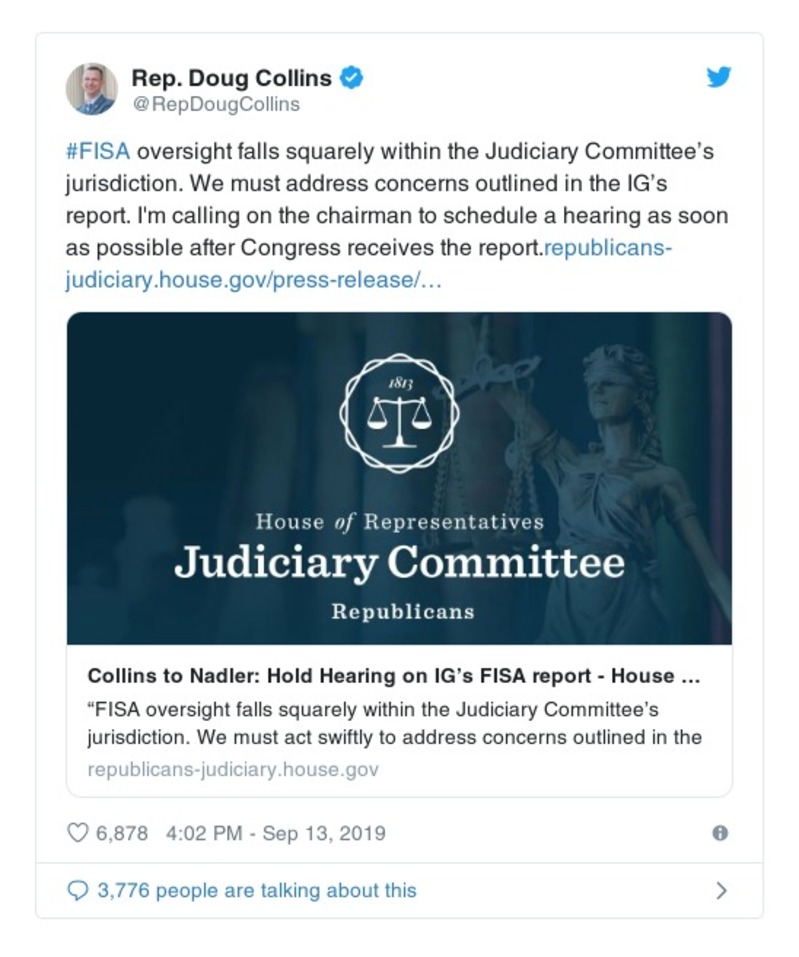 Rep. Doug Collins
@RepDougCollins
#FISA oversight falls squarely within the Judiciary Committee’s
jurisdiction. We must address concerns outlined in the IG’s
report. I'm calling on the chairman to schedule a hearing as soon
as possible after Congress receives the report.republicans-
judiciary.house.gov/press-release/…
1813
House of Representatives
Judiciary Committee
Republicans
Collins to Nadler: Hold Hearing on IG’s FISA report - House ...
“FISA oversight falls squarely within the Judiciary Committee’s
jurisdiction. We must act swiftly to address concerns outlined in the
republicans-judiciary.house.gov
6,878 4:02 PM - Sep 13, 2019
3,776 people are talking about this